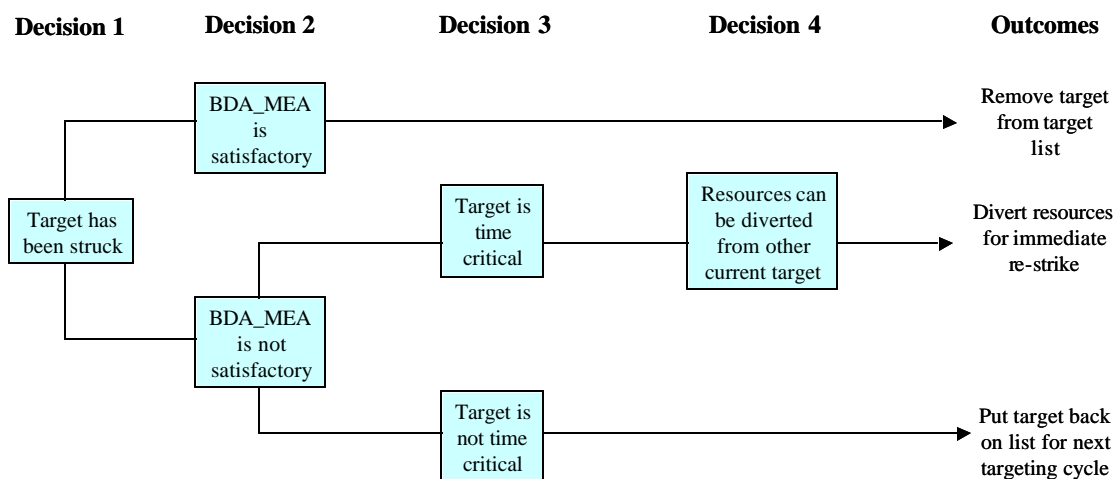 Decision 1
Decision 2
Decision 3
Decision 4
Outcomes
BDA_MEA
is
satisfactory
Remove target
from target
list
Target has
been struck
Target is
time
critical
Resources can
be diverted
from other
current target
Divert resources
for immediate
re-strike
BDA_MEA
is not
satisfactory
Target is
not time
critical
Put target back
on list for next
targeting cycle